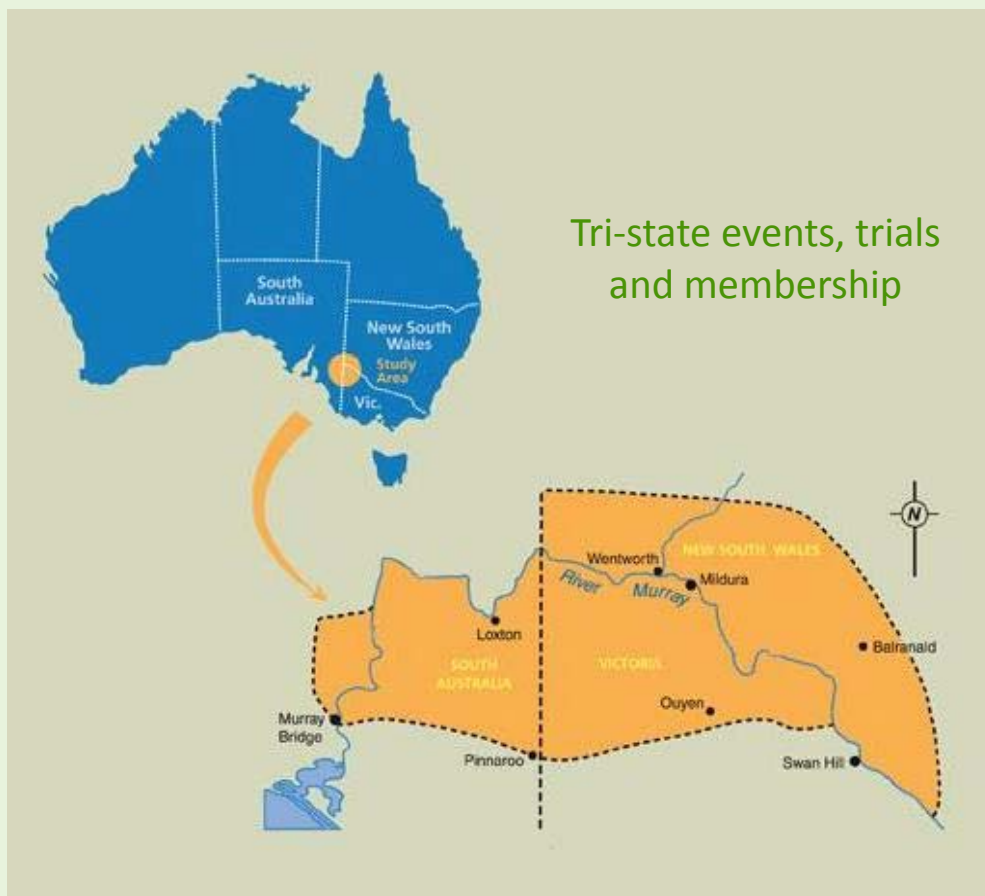 Tri-state events, trials
and membership
South
Australia
New South
Wales
Study
Area
Vic.
N
NEW SOUTH WALES
Wentworth
Mildura
River Murray
Loxton
Balranald
SOUTH
AUSTRALIA
VICTORIA
Ouyen
Murray
Bridge
Pinnaroo
Swan Hill